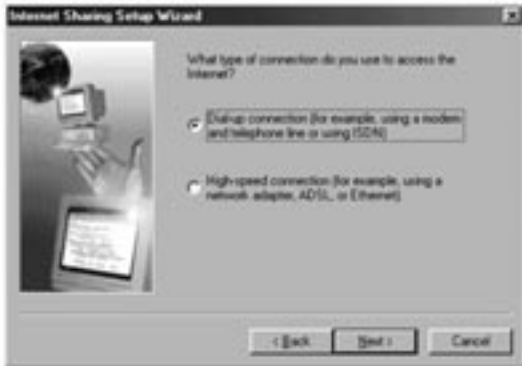 Internet Sharing Setup Wizard
What type of connection do you use to access the
Internet?
Dial-up connection (for example, using a modem
and telephone line or using ISDN)
High-speed connection (for example, using a
network adapter, ADSL, or Ethernet)
< Back
Next >
Cancel